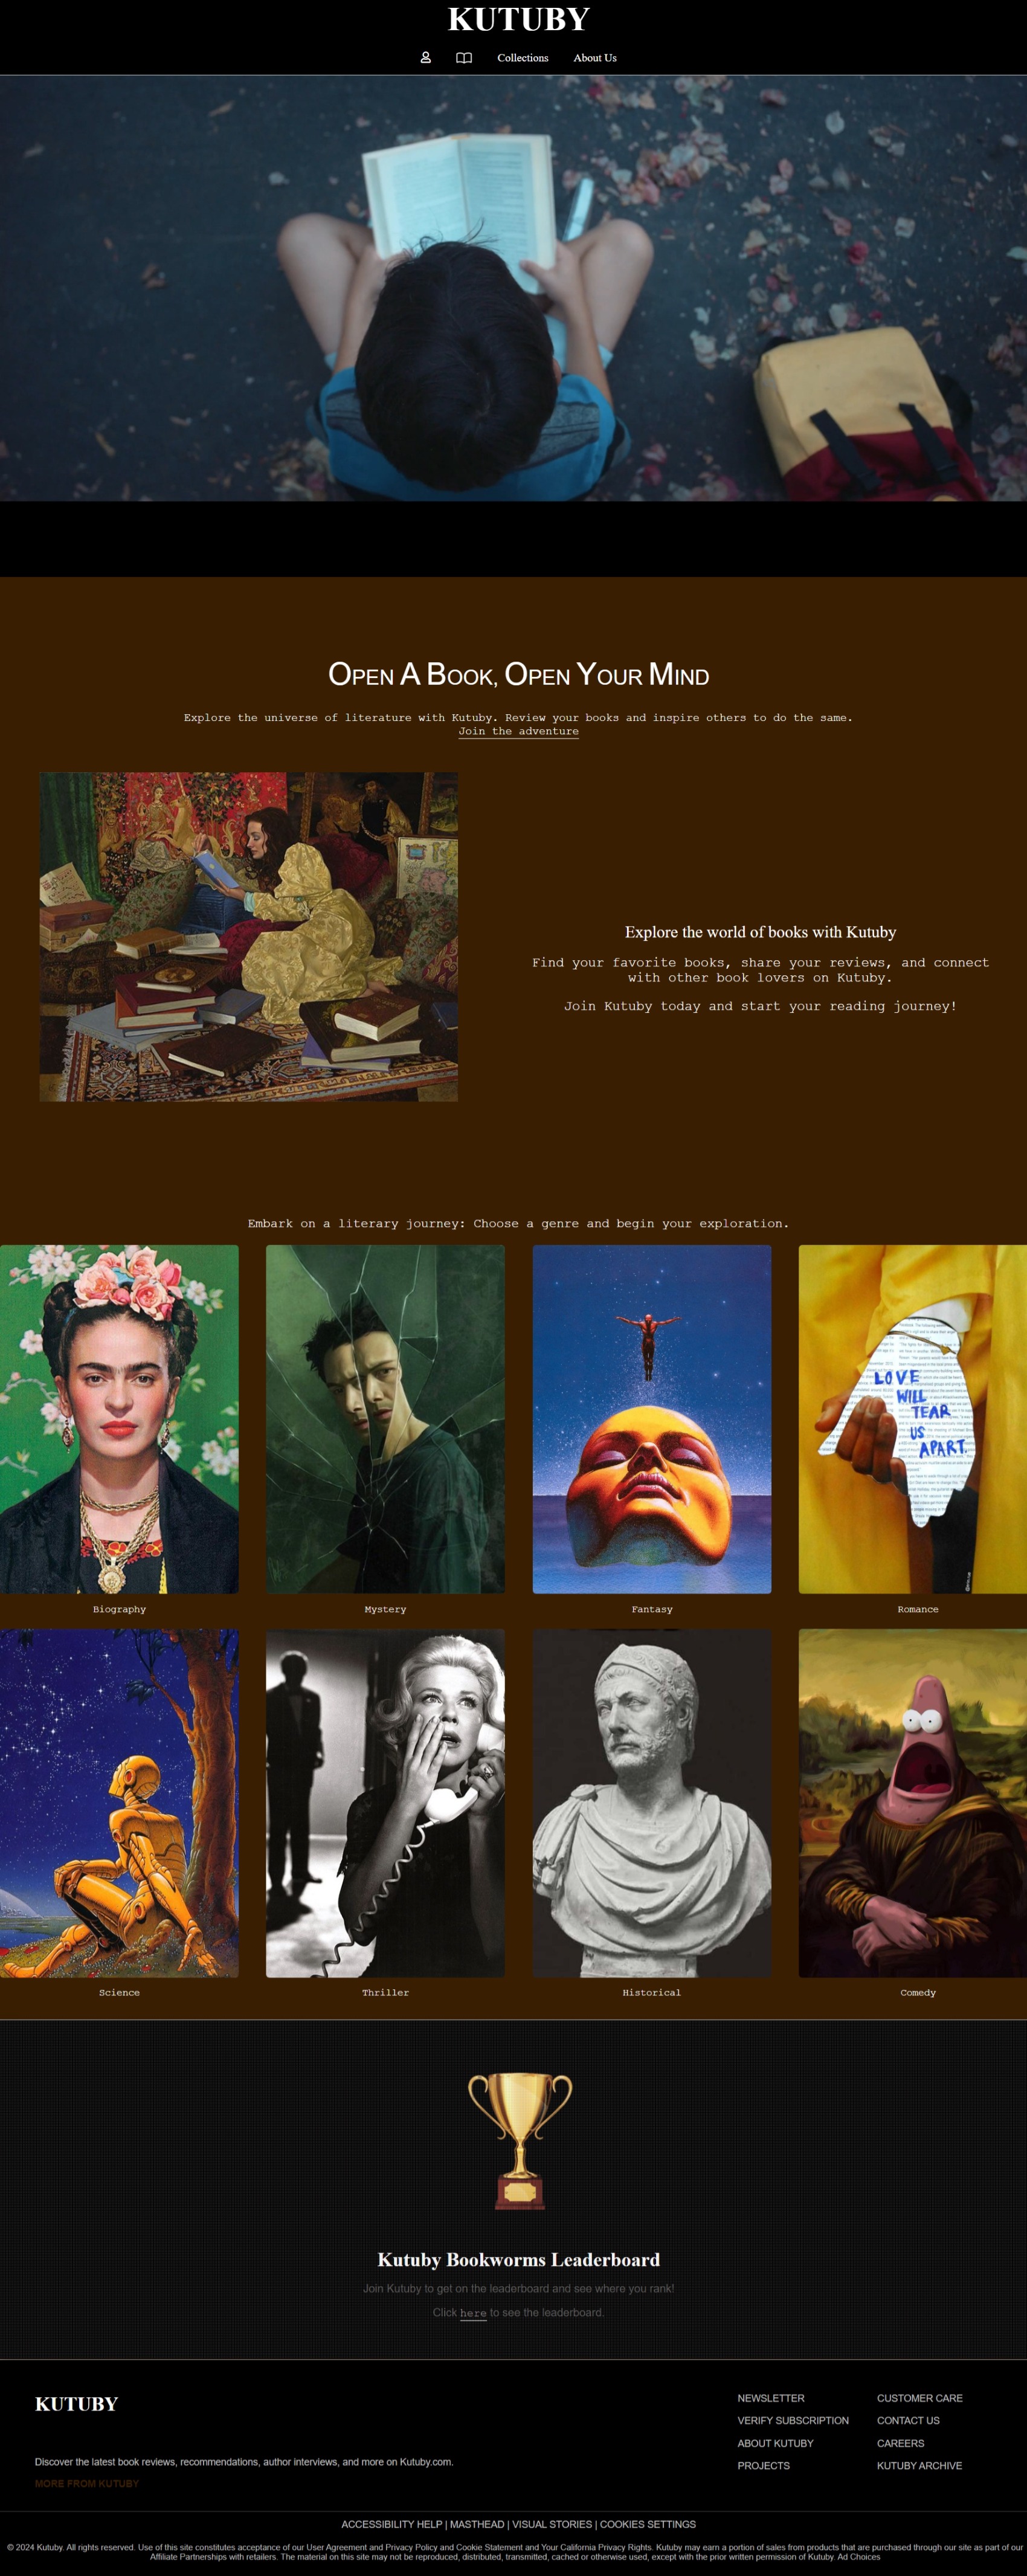 KUTUBY
Collections
About Us
OPEN A BOOK, OPEN YOUR MIND
Explore the universe of literature with Kutuby. Review your books and inspire others to do the same.
Join the adventure
Explore the world of books with Kutuby
Find your favorite books, share your reviews, and connect
with other book lovers on Kutuby.
Join Kutuby today and start your reading journey!
Embark on a literary journey: Choose a genre and begin your exploration.
LOVE
WILL
TEAR
US
APART.
Biography
Mystery
Fantasy
Romance
Science
Thriller
Historical
Comedy
Kutuby Bookworms Leaderboard
Join Kutuby to get on the leaderboard and see where you rank!
Click here to see the leaderboard.
KUTUBY
Discover the latest book reviews, recommendations, author interviews, and more on Kutuby.com.
MORE FROM KUTUBY
NEWSLETTER
VERIFY SUBSCRIPTION
ABOUT KUTUBY
PROJECTS
CUSTOMER CARE
CONTACT US
CAREERS
KUTUBY ARCHIVE
ACCESSIBILITY HELP | MASTHEAD | VISUAL STORIES | COOKIES SETTINGS
© 2024 Kutuby. All rights reserved. Use of this site constitutes acceptance of our User Agreement and Privacy Policy and Cookie Statement and Your California Privacy Rights. Kutuby may earn a portion of sales from products that are purchased through our site as part of our
Affiliate Partnerships with retailers. The material on this site may not be reproduced, distributed, transmitted, cached or otherwise used, except with the prior written permission of Kutuby. Ad Choices